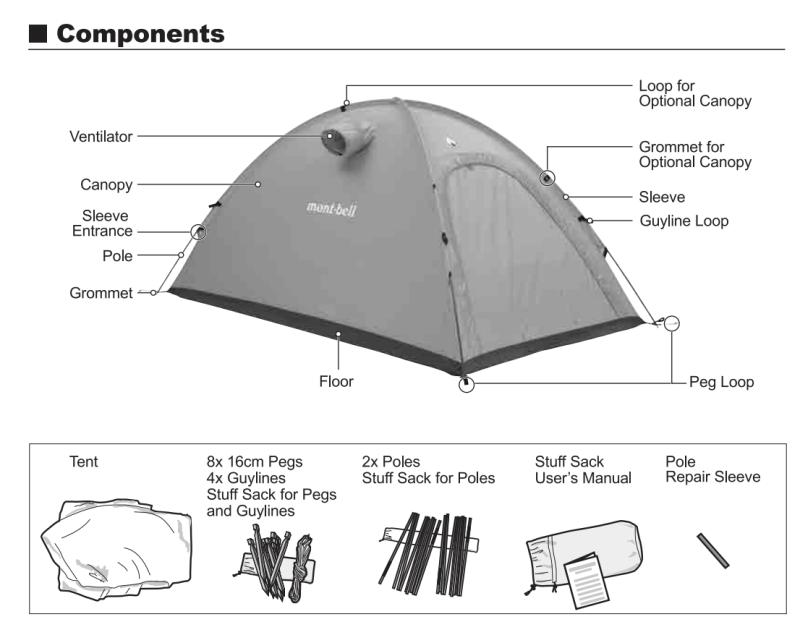 Components
Loop for
Optional Canopy
Ventilator
Grommet for
Optional Canopy
Canopy
Sleeve
mont-bell
Sleeve
Entrance
Guyline Loop
Pole
Grommet
Floor
Peg Loop
Tent
8x 16cm Pegs
4x Guylines
Stuff Sack for Pegs
and Guylines
2x Poles
Stuff Sack for Poles
Stuff Sack
User's Manual
Pole
Repair Sleeve